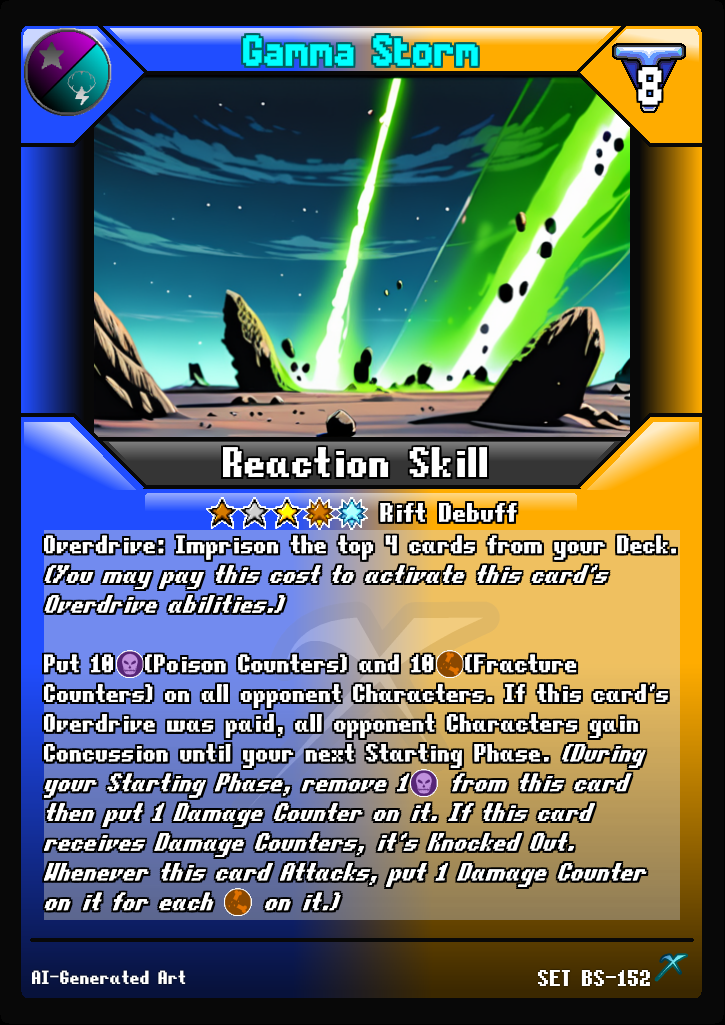 Gamma Storm
8
Reaction Skill
Rift Debuff
Overdrive: Imprison the top 4 cards from your Deck.
(You may pay this cost to activate this card's
Overdrive abilities.)
Put 10 (Poison Counters) and 10 (Fracture
Counters) on all opponent Characters. If this card's
Overdrive was paid, all opponent Characters gain
Concussion until your next Starting Phase. (During
your Starting Phase, remove 1 from this card
then put 1 Damage Counter on it. If this card
receives Damage Counters, it's Knocked Out.
Whenever this card Attacks, put 1 Damage Counter
on it for each on it.)
AI-Generated Art
SET BS-152